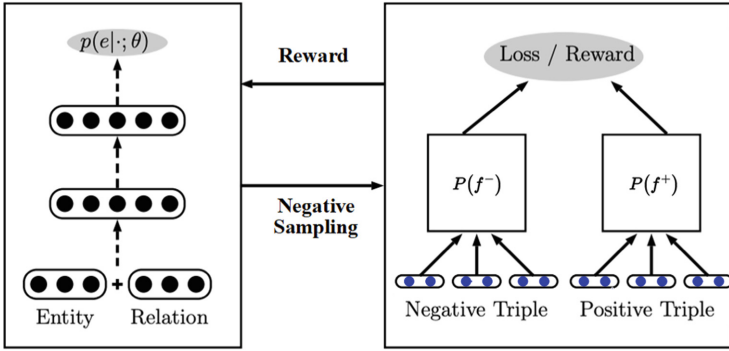 p(e|·; θ)
+
Entity
Relation
Reward
Negative
Sampling
Loss / Reward
P(f⁻)
P(f⁺)
Negative Triple
Positive Triple